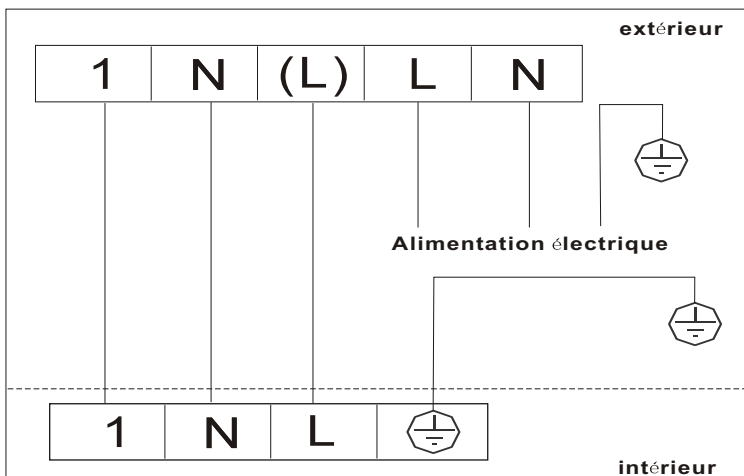 extérieur
1 N (L) L N
Alimentation électrique
1 N L
intérieur